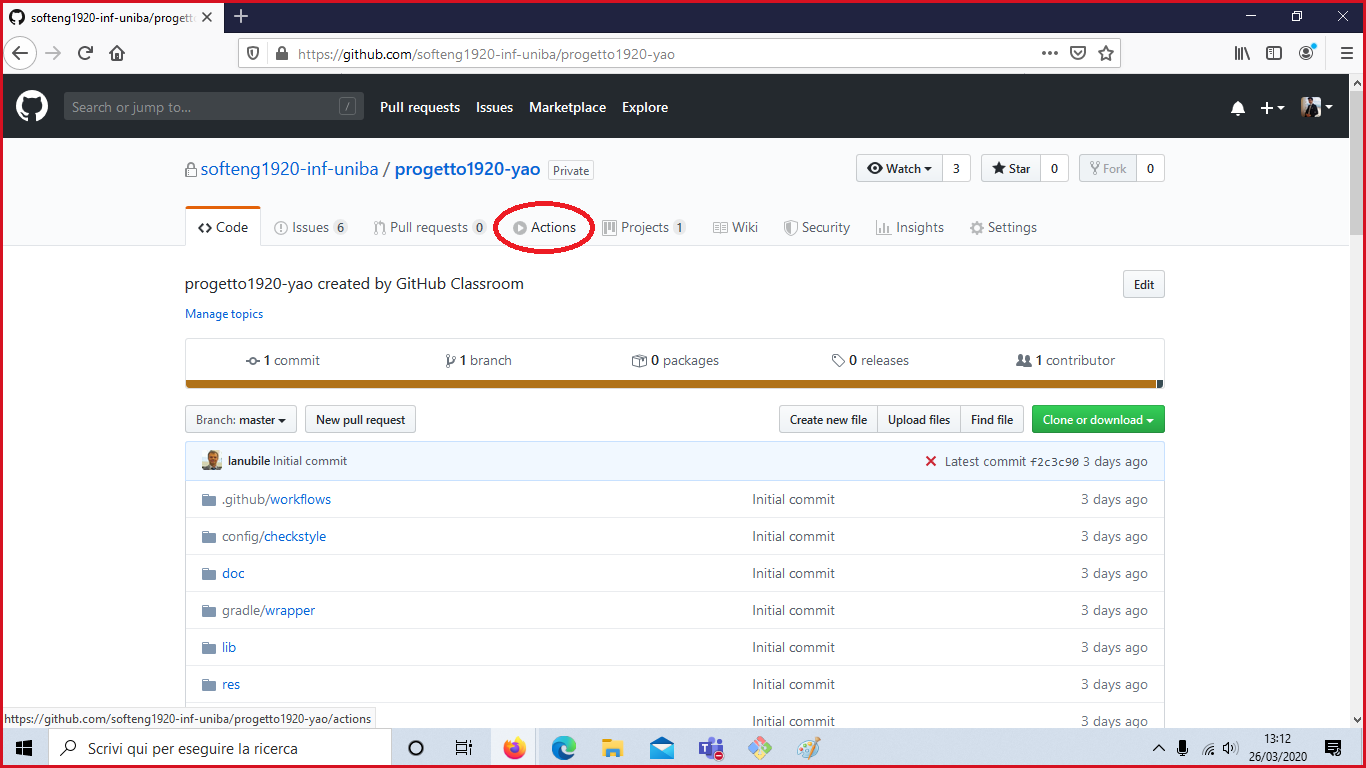 softeng1920-inf-uniba/progett
https://github.com/softeng1920-inf-uniba/progetto1920-yao
Search or jump to... /
Pull requests Issues Marketplace Explore
softeng1920-inf-uniba / progetto1920-yao Private
Watch 3 Star 0 Fork 0
Code Issues 6 Pull requests 0 Actions Projects 1 Wiki Security Insights Settings
progetto1920-yao created by GitHub Classroom
Edit
Manage topics
1 commit 1 branch 0 packages 0 releases 1 contributor
Branch: master New pull request Create new file Upload files Find file Clone or download
lanubile Initial commit Latest commit f2c3c90 3 days ago
.github/workflows Initial commit 3 days ago
config/checkstyle Initial commit 3 days ago
doc Initial commit 3 days ago
gradle/wrapper Initial commit 3 days ago
lib Initial commit 3 days ago
res Initial commit 3 days ago
Initial commit 3 days ago
https://github.com/softeng1920-inf-uniba/progetto1920-yao/actions
Scrivi qui per eseguire la ricerca
13:12
26/03/2020